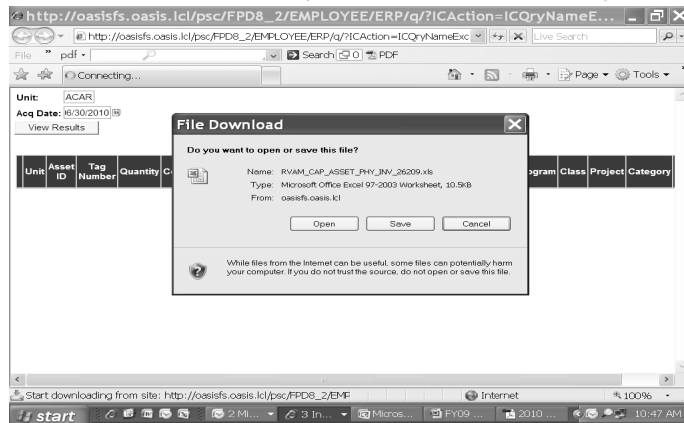 http://oasisfs.oasis.lcl/psc/FPD8_2/EMPLOYEE/ERP/q/?ICAction=ICQryNameE...
http://oasisfs.oasis.lcl/psc/FPD8_2/EMPLOYEE/ERP/q/?ICAction=ICQryNameExc
Live Search
File » pdf Search 0 PDF
Connecting...
Page Tools »
Unit: ACAR
Acq Date: 6/30/2010
View Results
Unit Asset ID Tag Number Quantity Class Project Category
File Download
Do you want to open or save this file?
Name: RVAM_CAP_ASSET_PHY_INV_26209.xls
Type: Microsoft Office Excel 97-2003 Worksheet, 10.5KB
From: oasisfs.oasis.lcl
Open Save Cancel
While files from the Internet can be useful, some files can potentially harm
your computer. If you do not trust the source, do not open or save this file.
Start downloading from site: http://oasisfs.oasis.lcl/psc/FPD8_2/EMP
Internet 100%
start 2 Mi... 3 In... Micros... FY09 ... 2010 ... 10:47 AM